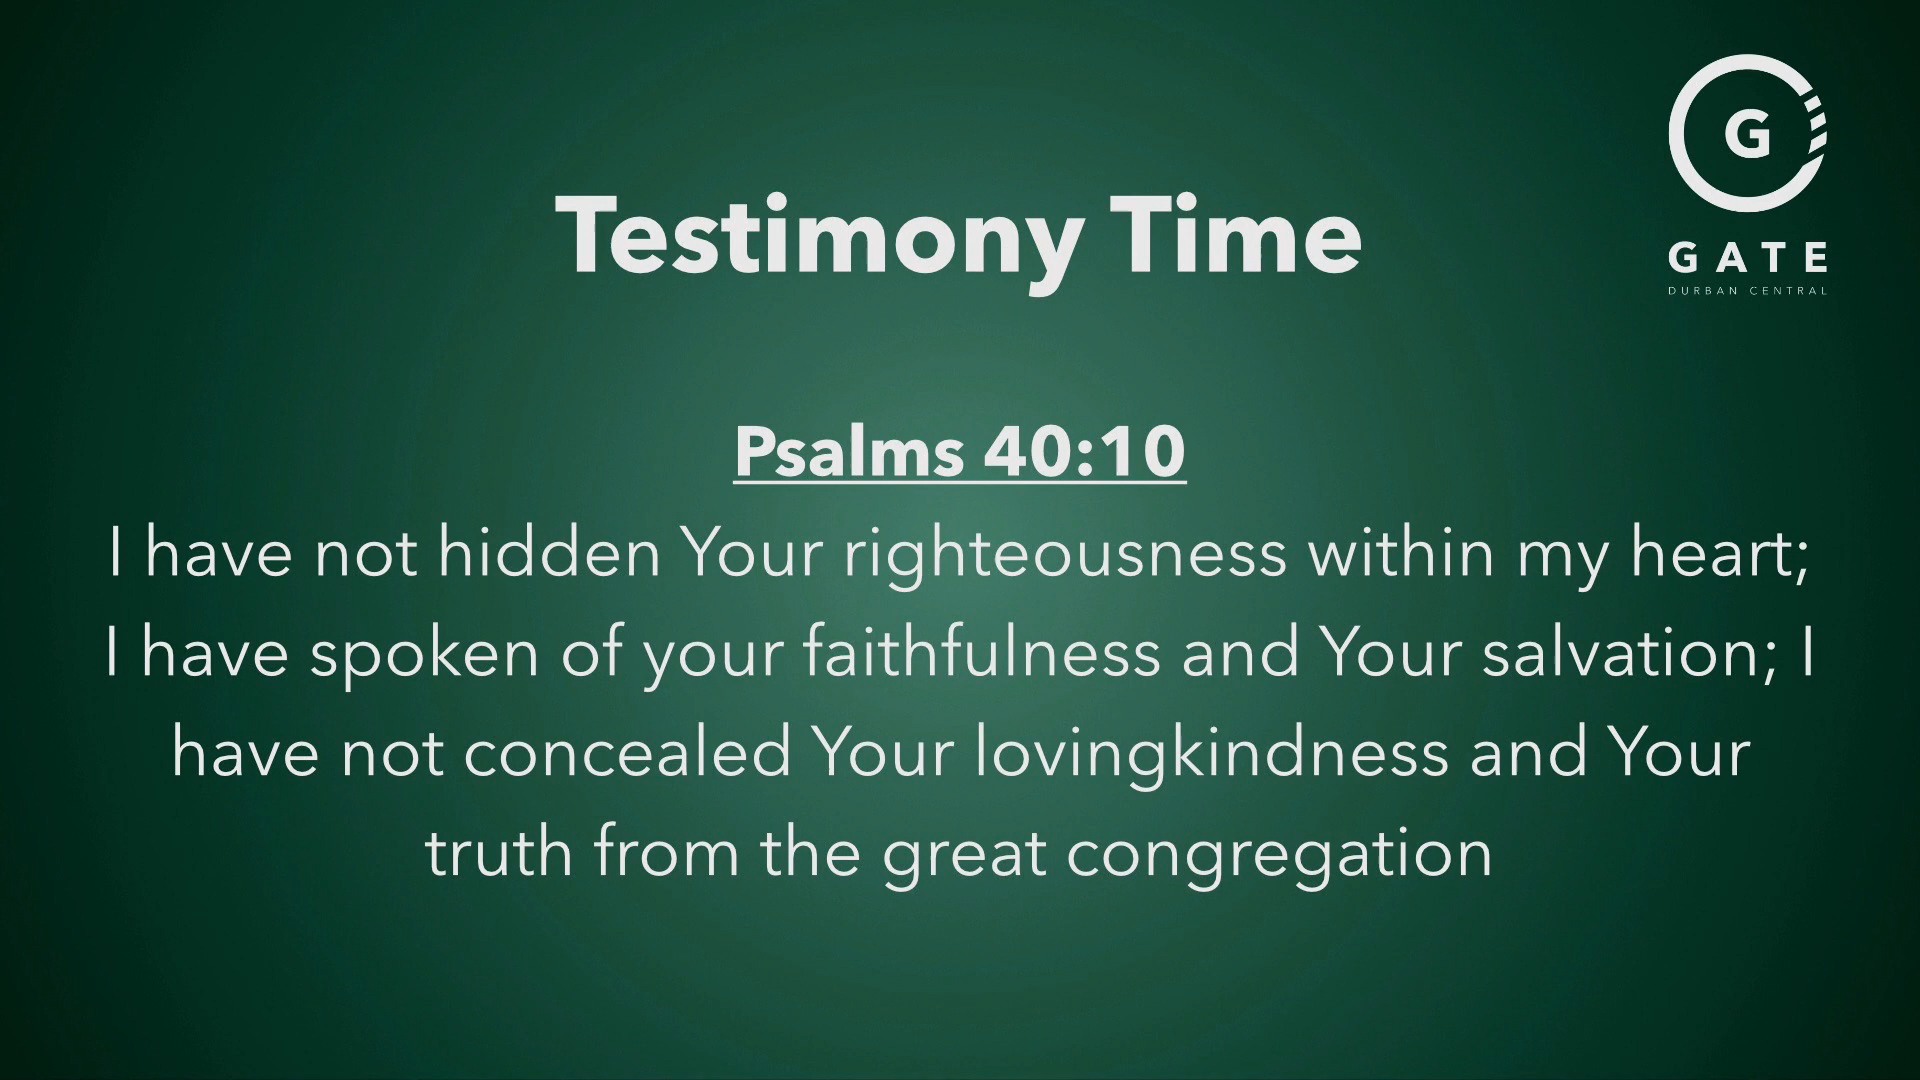 G
GATE
DURBAN CENTRAL
Testimony Time
Psalms 40:10
I have not hidden Your righteousness within my heart;
I have spoken of your faithfulness and Your salvation; I
have not concealed Your lovingkindness and Your
truth from the great congregation